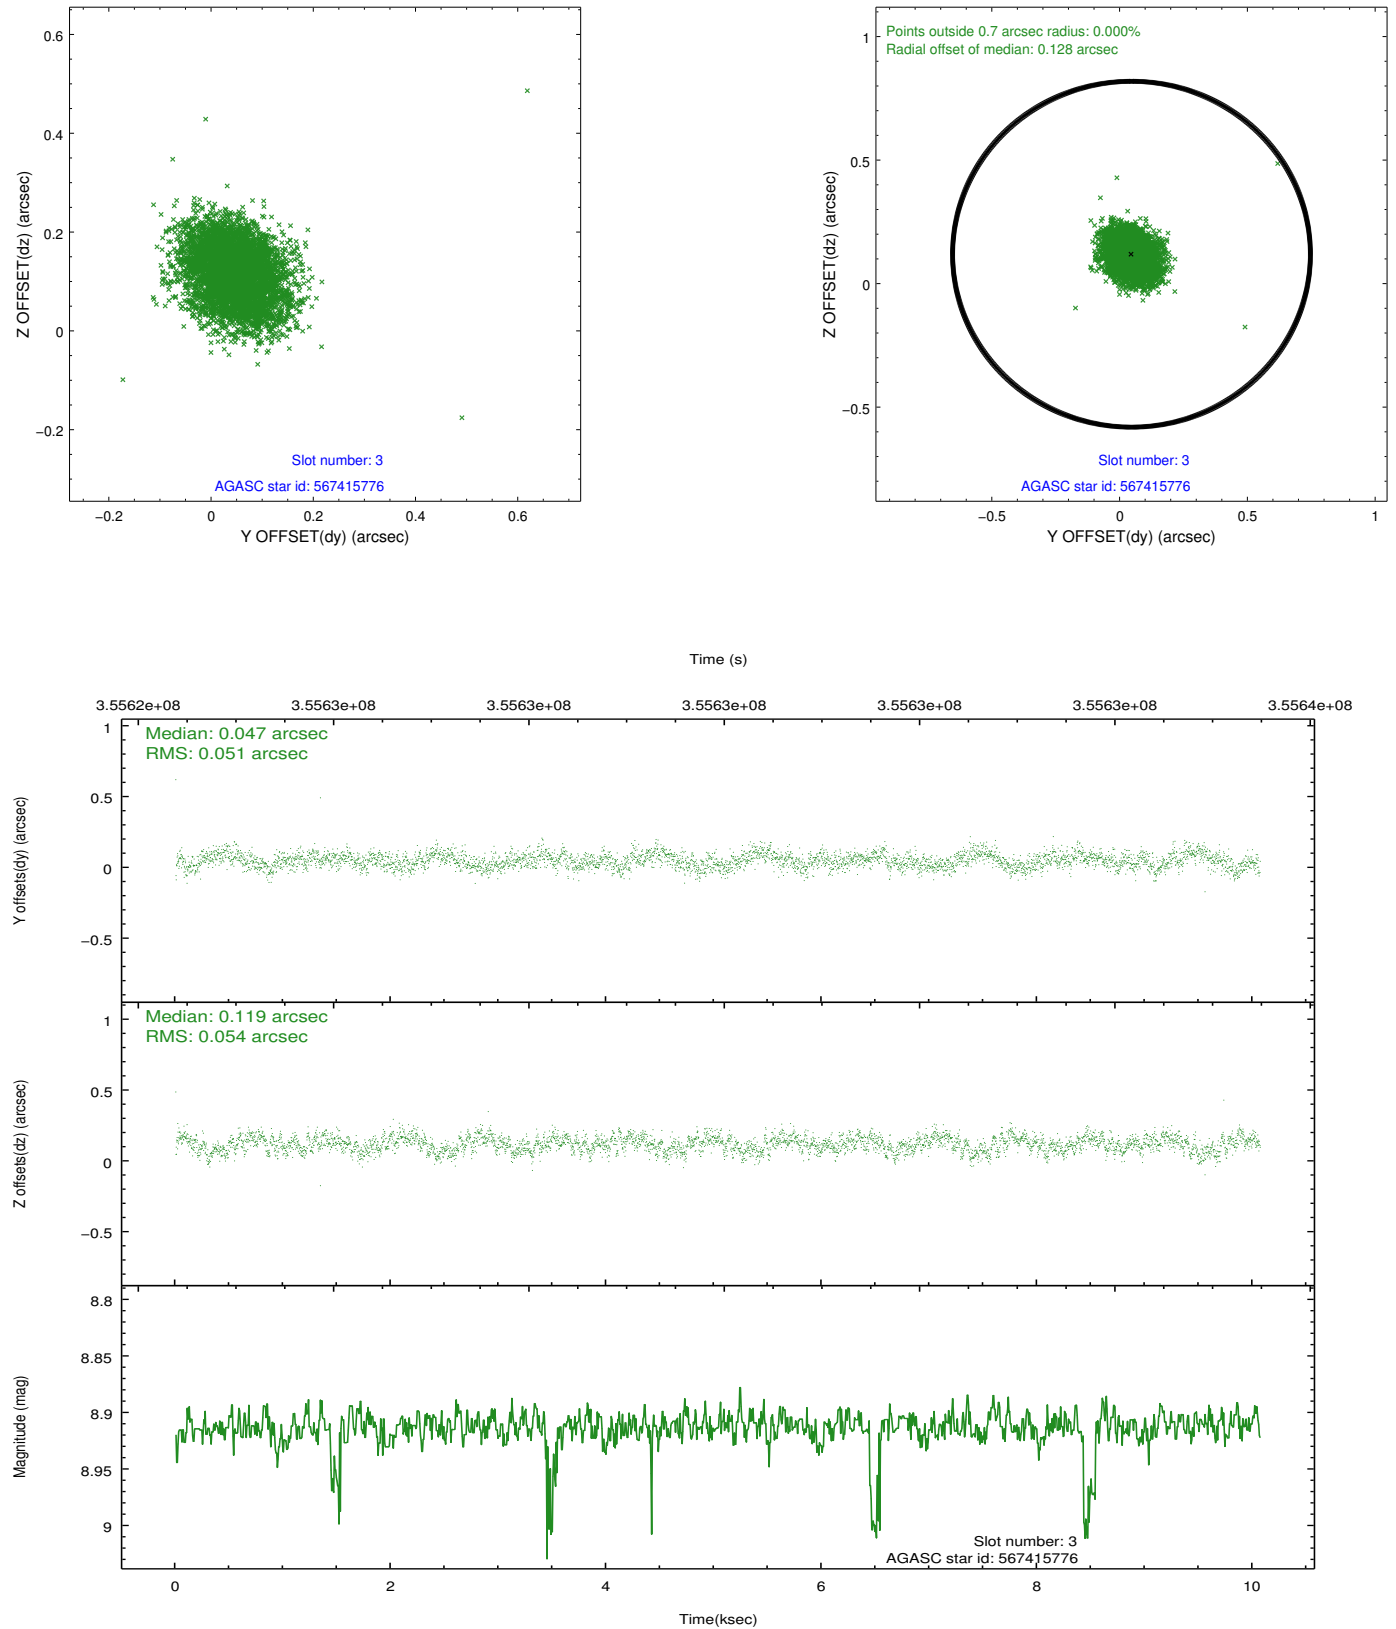 0.6
0.4
0.2
0
−0.2
Z OFFSET(dz) (arcsec)
Slot number: 3
AGASC star id: 567415776
−0.2 0 0.2 0.4 0.6
Y OFFSET(dy) (arcsec)
Points outside 0.7 arcsec radius: 0.000%
Radial offset of median: 0.128 arcsec
1
0.5
0
−0.5
Z OFFSET(dz) (arcsec)
Slot number: 3
AGASC star id: 567415776
−0.5 0 0.5 1
Y OFFSET(dy) (arcsec)
Time (s)
3.5562e+08 3.5563e+08 3.5563e+08 3.5563e+08 3.5563e+08 3.5563e+08 3.5564e+08
Median: 0.047 arcsec
RMS: 0.051 arcsec
1
0.5
0
−0.5
Y offsets(dy) (arcsec)
Median: 0.119 arcsec
RMS: 0.054 arcsec
1
0.5
0
−0.5
Z offsets(dz) (arcsec)
8.8
8.85
8.9
8.95
9
Magnitude (mag)
Slot number: 3
AGASC star id: 567415776
0 2 4 6 8 10
Time(ksec)